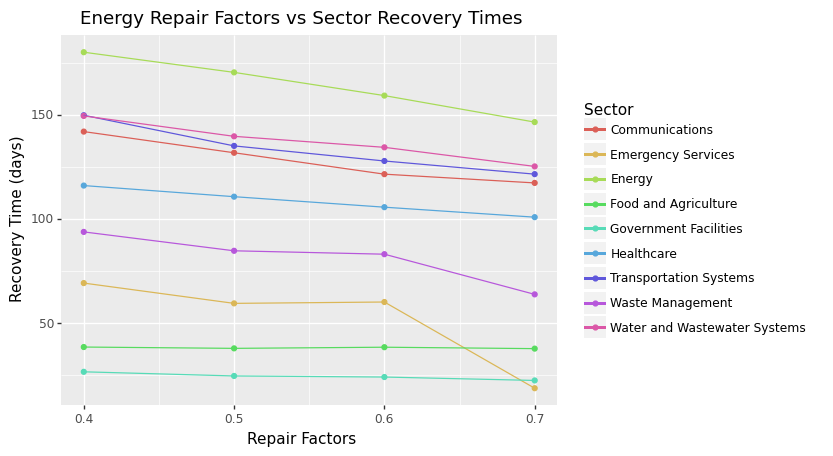 Energy Repair Factors vs Sector Recovery Times
Recovery Time (days)
150
100
50
0.4 0.5 0.6 0.7
Repair Factors
Sector
Communications
Emergency Services
Energy
Food and Agriculture
Government Facilities
Healthcare
Transportation Systems
Waste Management
Water and Wastewater Systems